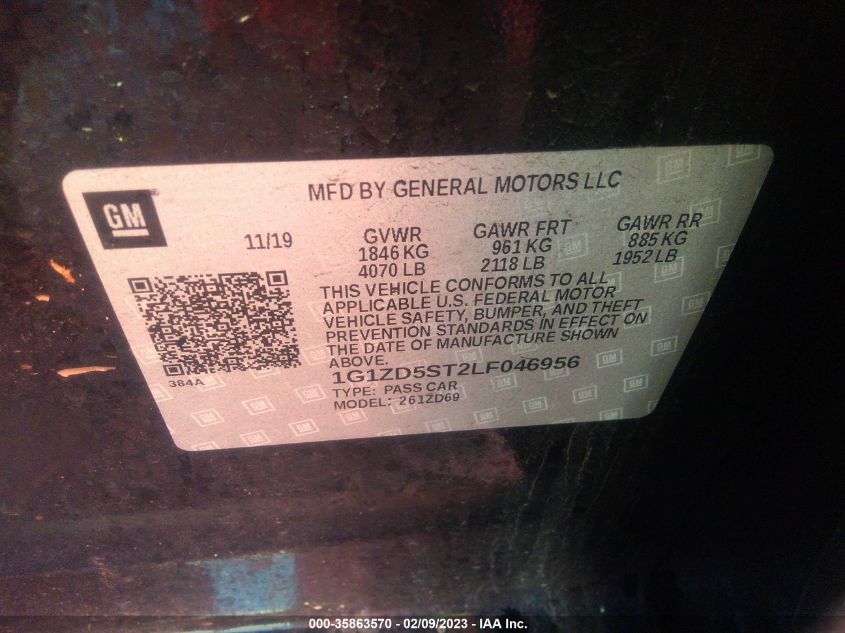 MFD BY GENERAL MOTORS LLC
GM
11/19
GVWR GAWR FRT GAWR RR
1846 KG 961 KG 885 KG
4070 LB 2118 LB 1952 LB
THIS VEHICLE CONFORMS TO ALL
APPLICABLE U.S. FEDERAL MOTOR
VEHICLE SAFETY, BUMPER, AND THEFT
PREVENTION STANDARDS IN EFFECT ON
THE DATE OF MANUFACTURE SHOWN
ABOVE.
384A
1G1ZD5ST2LF046956
TYPE: PASS CAR
MODEL: 261ZD69
000-35863570 - 02/09/2023 - IAA Inc.